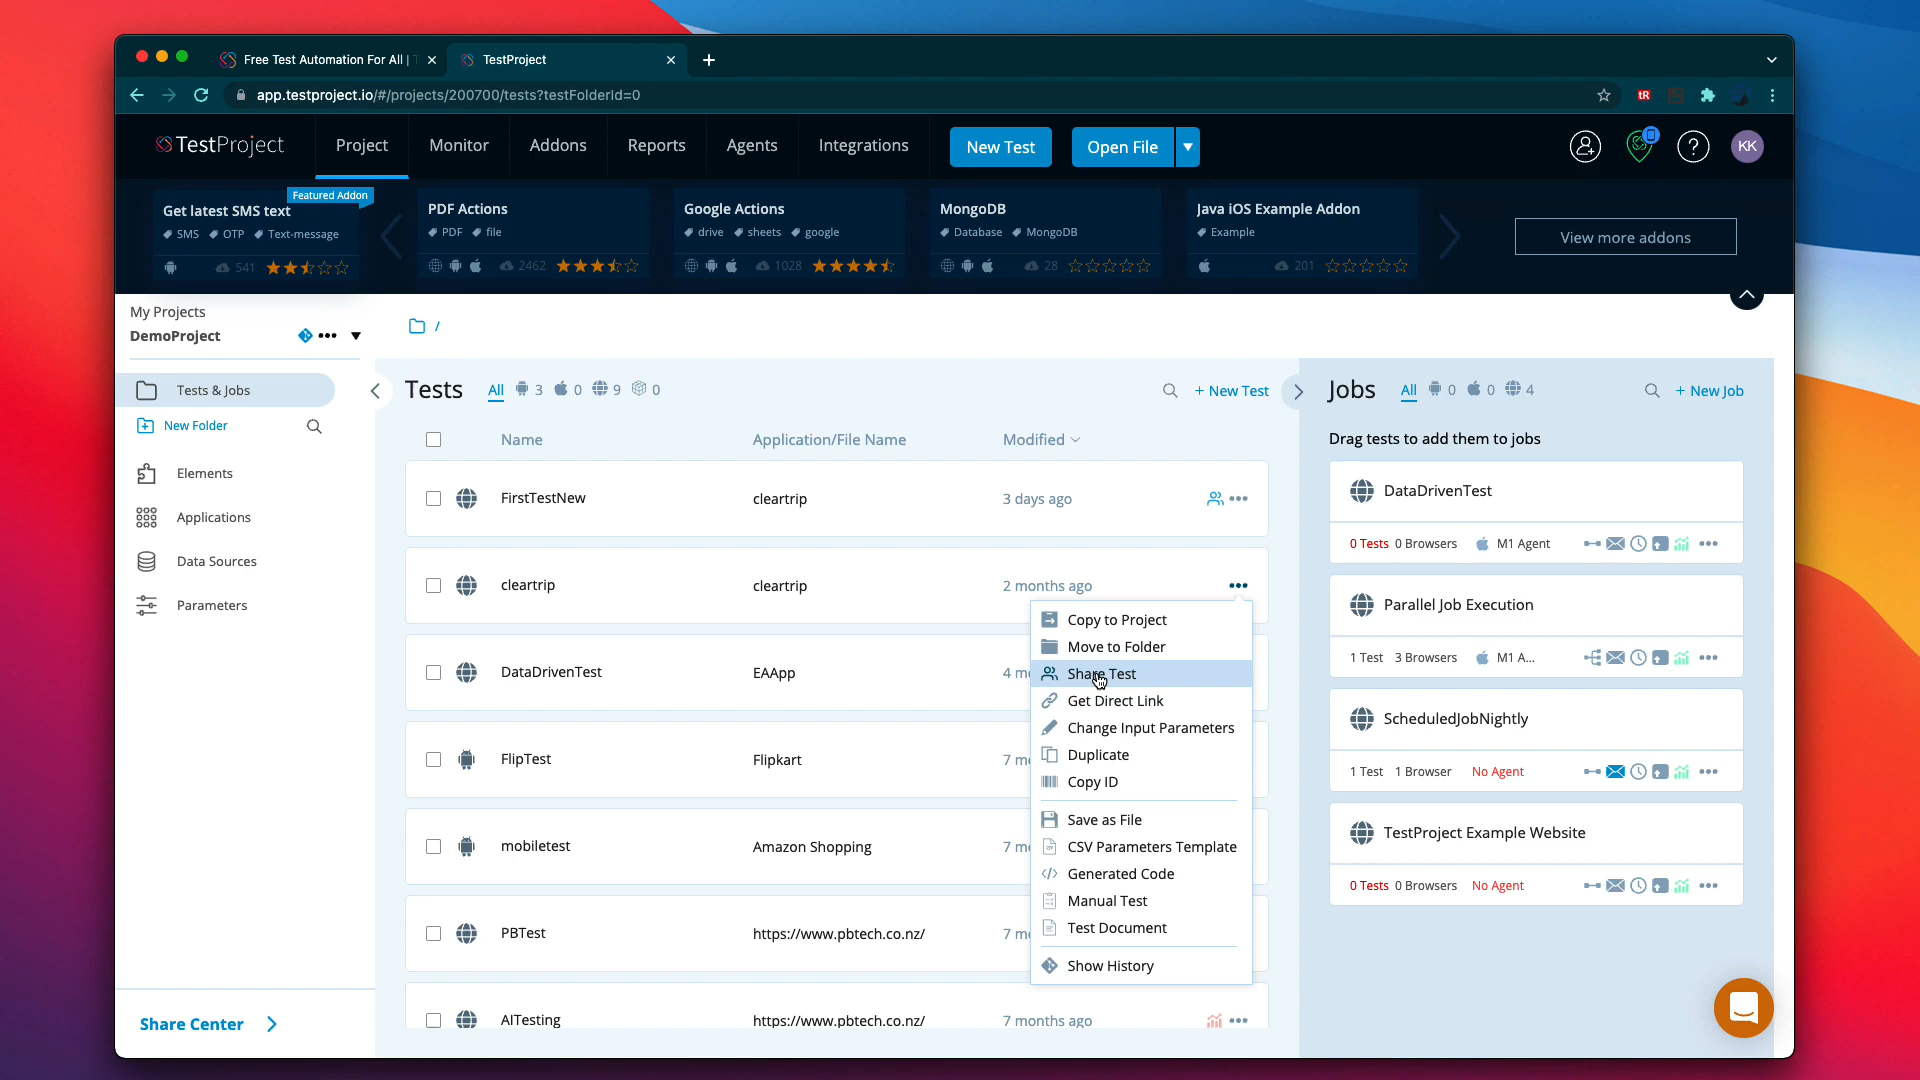 Free Test Automation For All |
TestProject
app.testproject.io/#/projects/200700/tests?testFolderId=0
tR
TestProject
Project
Monitor
Addons
Reports
Agents
Integrations
New Test
Open File
?
KK
Featured Addon
Get latest SMS text
SMS OTP Text-message
541
PDF Actions
PDF file
2462
Google Actions
drive sheets google
1028
MongoDB
Database MongoDB
28
Java iOS Example Addon
Example
201
View more addons
My Projects
DemoProject
/
Tests & Jobs
New Folder
Elements
Applications
Data Sources
Parameters
Share Center
Tests All 3 0 9 0
+ New Test
Name Application/File Name Modified
FirstTestNew cleartrip 3 days ago
cleartrip cleartrip 2 months ago
DataDrivenTest EAApp 4 m
FlipTest Flipkart 7 m
mobiletest Amazon Shopping 7 m
PBTest https://www.pbtech.co.nz/ 7 m
AITesting https://www.pbtech.co.nz/ 7 months ago
Copy to Project
Move to Folder
Share Test
Get Direct Link
Change Input Parameters
Duplicate
Copy ID
Save as File
CSV Parameters Template
Generated Code
Manual Test
Test Document
Show History
Jobs All 0 0 4
+ New Job
Drag tests to add them to jobs
DataDrivenTest
0 Tests 0 Browsers M1 Agent
Parallel Job Execution
1 Test 3 Browsers M1 A...
ScheduledJobNightly
1 Test 1 Browser No Agent
TestProject Example Website
0 Tests 0 Browsers No Agent